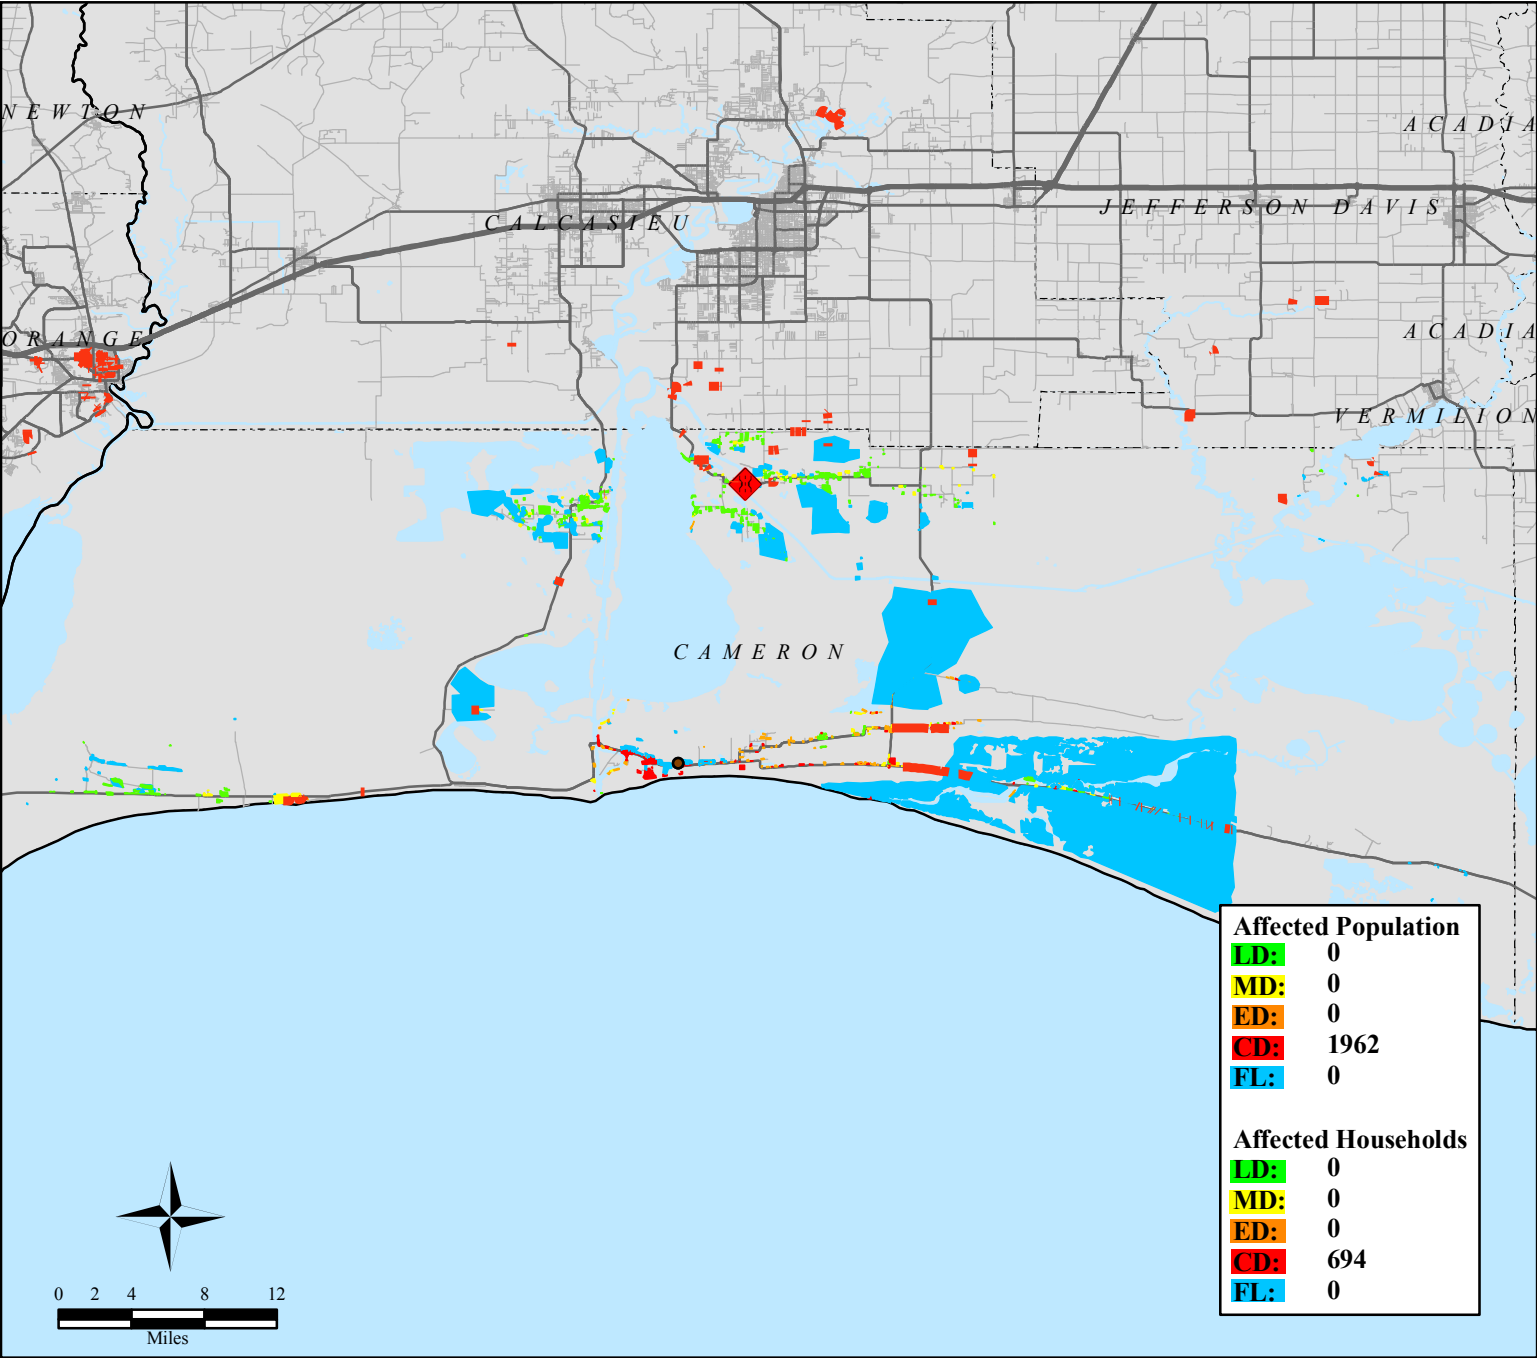 NEWTON
ACADIA
JEFFERSON DAVIS
CALCASIEU
ORANGE
ACADIA
VERMILION
CAMERON
Affected Population
LD: 0
MD: 0
ED: 0
CD: 1962
FL: 0
Affected Households
LD: 0
MD: 0
ED: 0
CD: 694
FL: 0
0 2 4 8 12
Miles